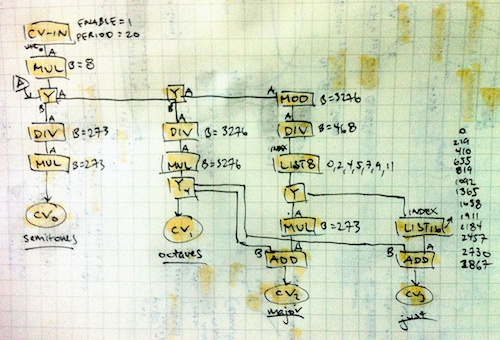 CV-IN
ENABLE = 1
PERIOD = 20
A
MUL B = 8
Y A
B
Y A
B
A MOD B = 3276
A
DIV B = 273
DIV B = 3276
DIV B = 468
INDEX
MUL B = 273
MUL B = 3276
LIST8 0,2,4,5,7,9,11
Y
Y
INDEX
LIST16
MUL B = 273
B A
ADD
B A
ADD
CV0
semitones
CV1
octaves
CV2
major
CV3
just
0
219
410
655
819
1092
1365
1638
1911
2184
2457
2730
2867